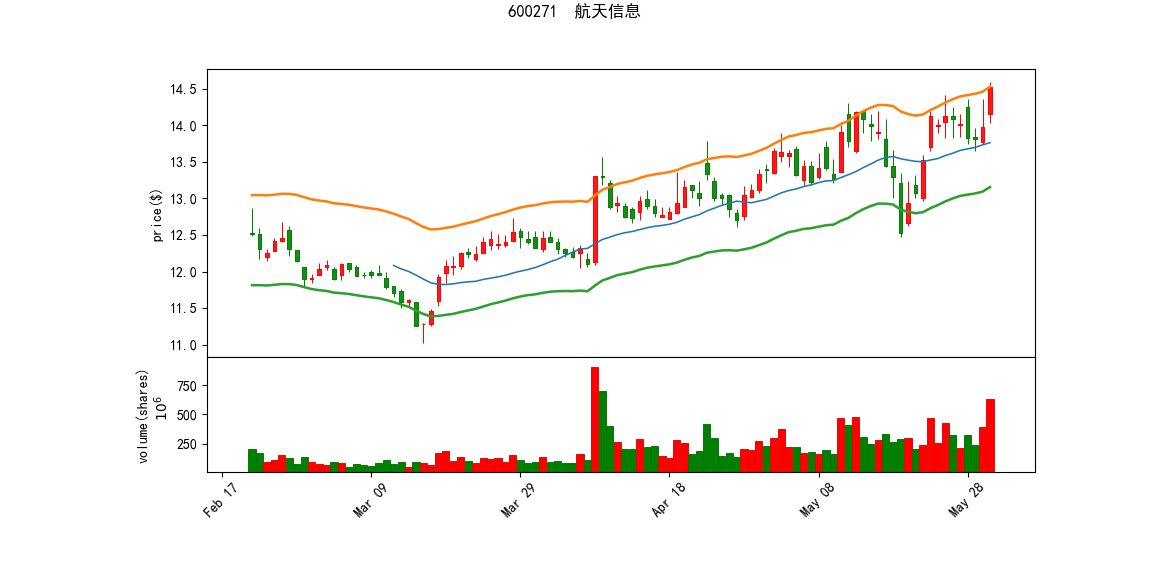 600271 航天信息
price($)
14.5
14.0
13.5
13.0
12.5
12.0
11.5
11.0
volume(shares)
10^6
750
500
250
Feb 17
Mar 09
Mar 29
Apr 18
May 08
May 28